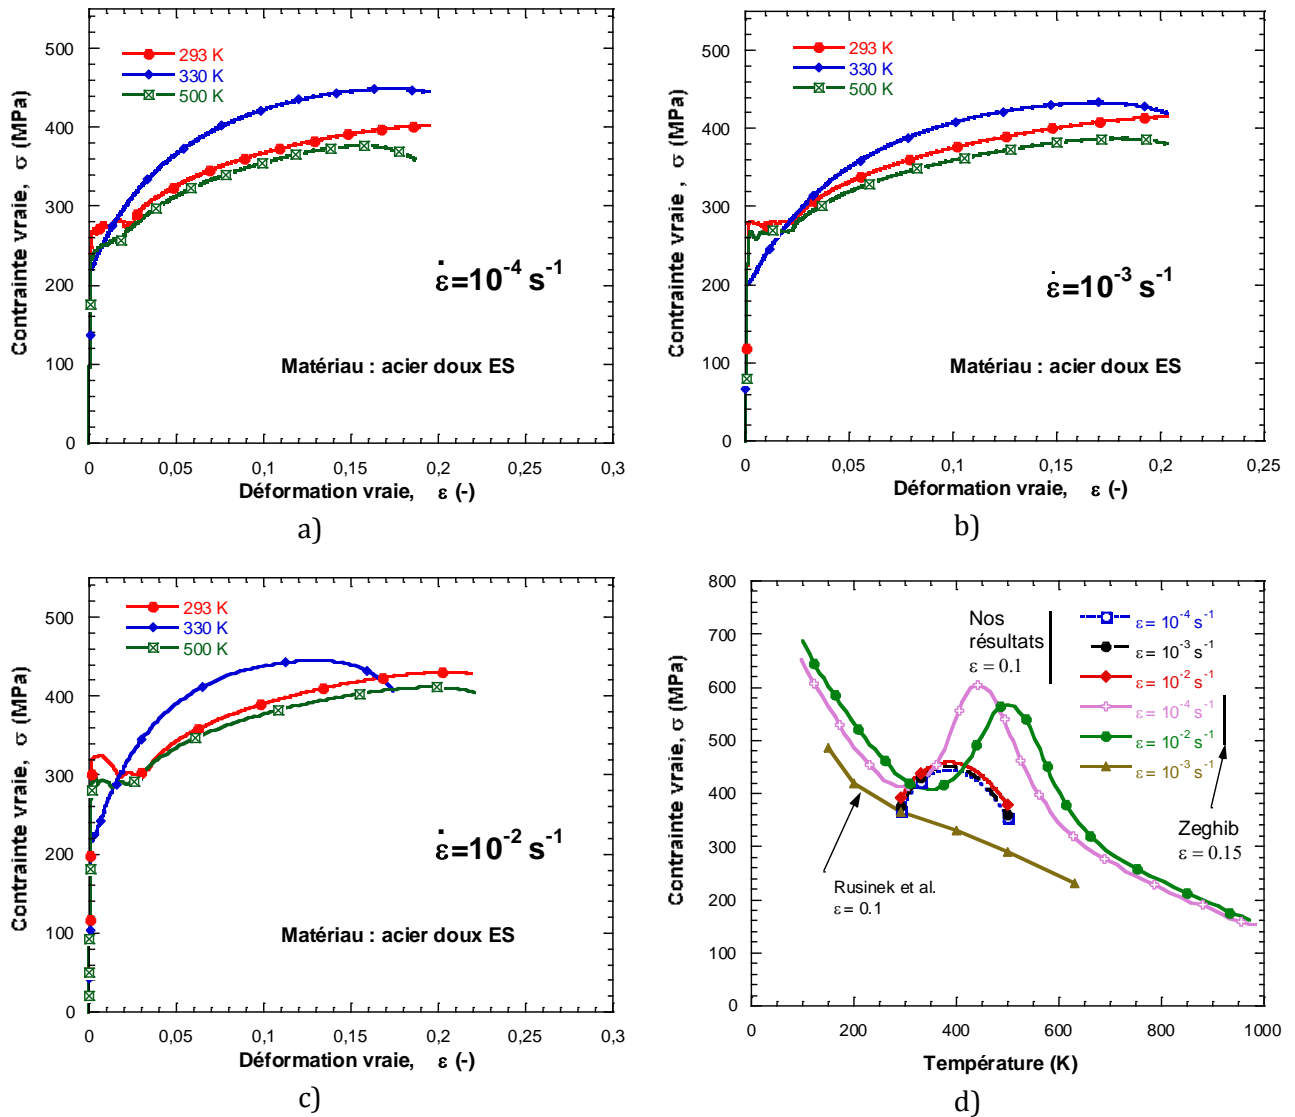 293 K
330 K
500 K
500
400
300
200
100
0
Contrainte vraie, σ (MPa)
ε̇=10⁻⁴ s⁻¹
Matériau : acier doux ES
0 0,05 0,1 0,15 0,2 0,25 0,3
Déformation vraie, ε (-)
a)
293 K
330 K
500 K
500
400
300
200
100
0
Contrainte vraie , σ (MPa)
ε̇=10⁻³ s⁻¹
Matériau : acier doux ES
0 0,05 0,1 0,15 0,2 0,25
Déformation vraie, ε (-)
b)
293 K
330 K
500 K
500
400
300
200
100
0
Contrainte vraie, σ (MPa)
ε̇=10⁻² s⁻¹
Matériau : acier doux ES
0 0,05 0,1 0,15 0,2 0,25 0,3
Déformation vraie, ε (-)
c)
800
700
600
500
400
300
200
100
0
Contrainte vraie, σ (MPa)
Nos
résultats
ε = 0.1
ε = 10⁻⁴ s⁻¹
ε = 10⁻³ s⁻¹
ε = 10⁻² s⁻¹
ε = 10⁻⁴ s⁻¹
ε = 10⁻² s⁻¹
ε = 10⁻³ s⁻¹
Zeghib
ε = 0.15
Rusinek et al.
ε = 0.1
0 200 400 600 800 1000
Température (K)
d)